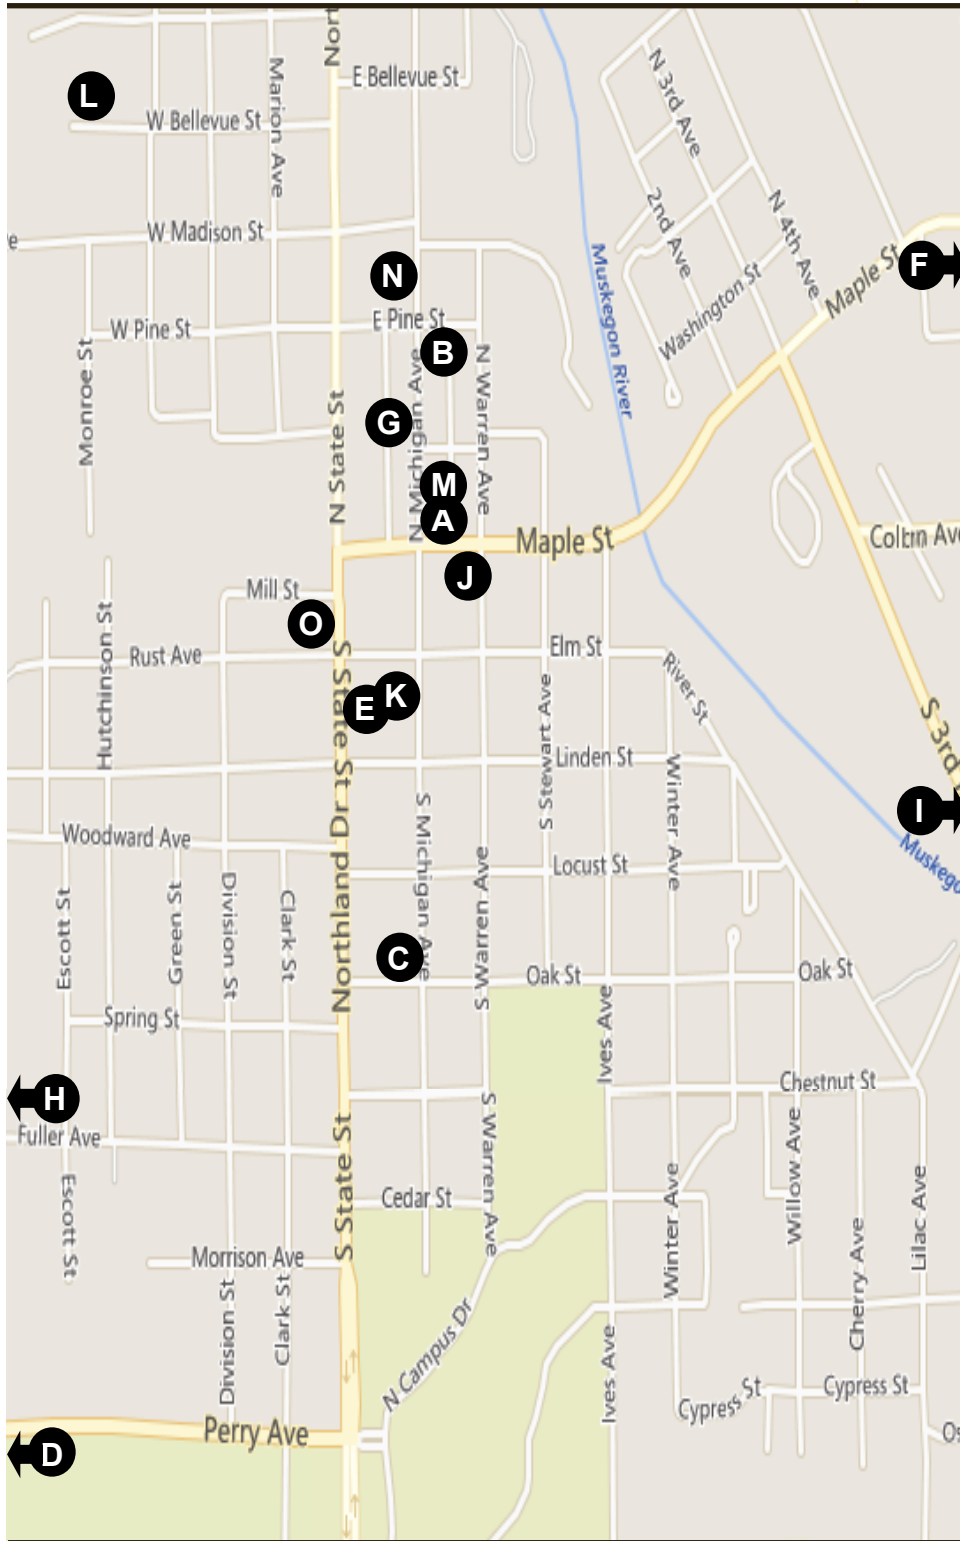 Nort
E Bellevue St
Marion Ave
L
W Bellevue St
N 3rd Ave
W Madison St
e
2nd Ave
N 4th Ave
Muskegon River
Maple St
F
N
Washington St
W Pine St
E Pine St
B
Monroe St
N Michigan Ave
N Warren Ave
G
N State St
M
A
Maple St
Coltin Ave
J
Mill St
O
Hutchinson St
Rust Ave
S State St
Elm St
River St
E
K
S Stewart Ave
S 3rd
Linden St
Winter Ave
I
S Michigan Ave
Woodward Ave
Northland Dr
Locust St
S Warren Ave
Muskego
Escott St
Green St
Division St
Clark St
C
Oak St
Oak St
Ives Ave
Spring St
H
Chestnut St
Fuller Ave
S State St
S Warren Ave
Willow Ave
Escott St
Cedar St
Winter Ave
Lilac Ave
Morrison Ave
Cherry Ave
Division St
Clark St
N Campus Dr
Ives Ave
Cypress St
Cypress St
Perry Ave
D
Os